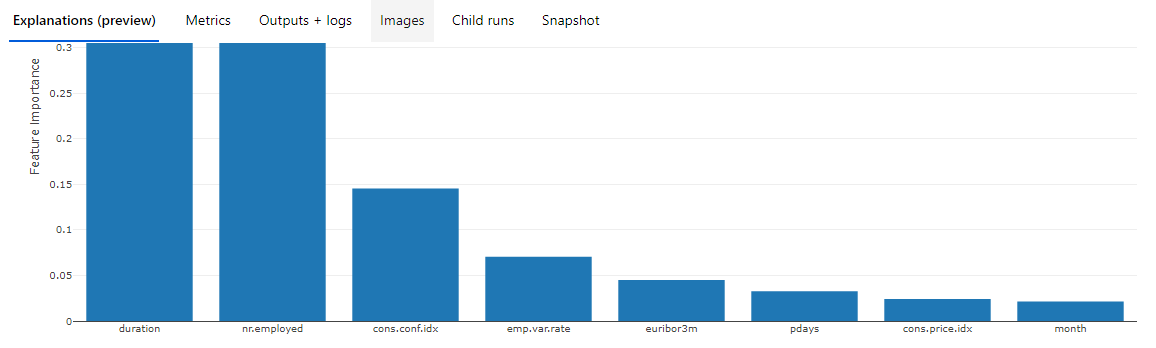 Explanations (preview) Metrics Outputs + logs Images Child runs Snapshot
Feature Importance
0.3
0.25
0.2
0.15
0.1
0.05
0
duration nr.employed cons.conf.idx emp.var.rate euribor3m pdays cons.price.idx month